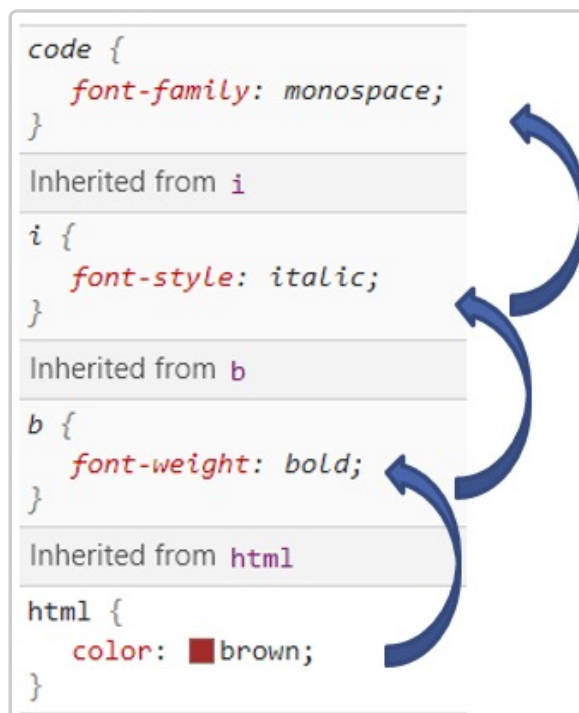 code {
font-family: monospace;
}
Inherited from i
i {
font-style: italic;
}
Inherited from b
b {
font-weight: bold;
}
Inherited from html
html {
color: brown;
}